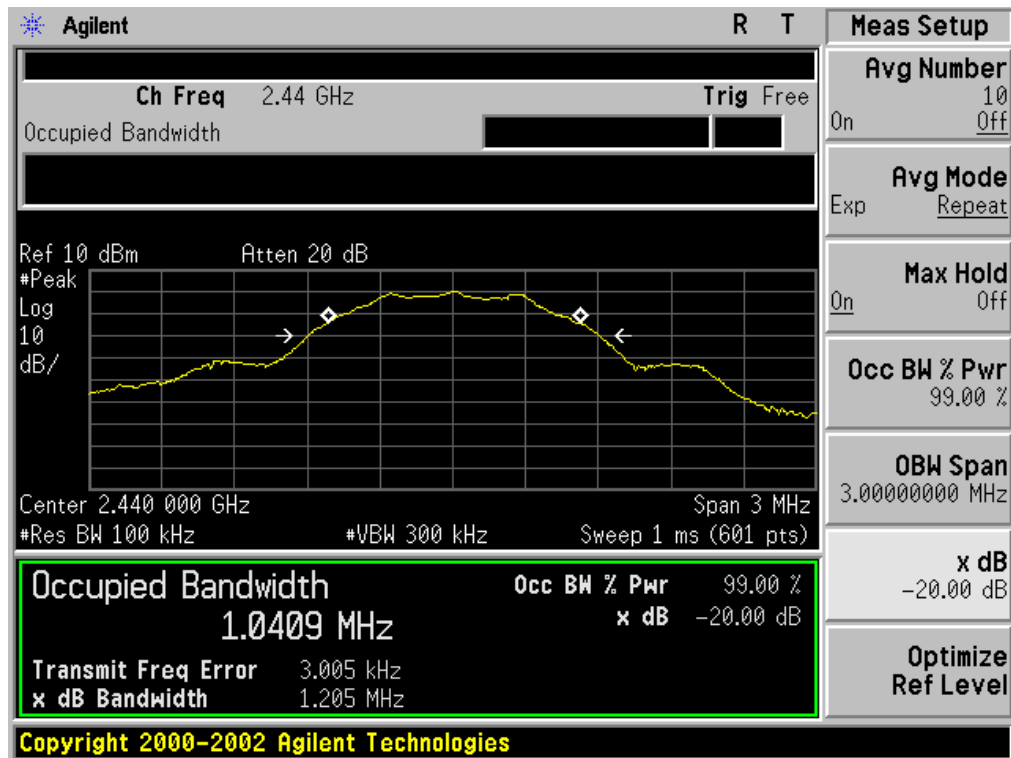 Agilent R T
Ch Freq 2.44 GHz Trig Free
Occupied Bandwidth
Ref 10 dBm Atten 20 dB
#Peak
Log
10
dB/
Center 2.440 000 GHz Span 3 MHz
#Res BW 100 kHz #VBW 300 kHz Sweep 1 ms (601 pts)
Occupied Bandwidth Occ BW % Pwr 99.00 %
1.0409 MHz x dB -20.00 dB
Transmit Freq Error 3.005 kHz
x dB Bandwidth 1.205 MHz
Copyright 2000-2002 Agilent Technologies
Meas Setup
Avg Number
10
On Off
Avg Mode
Exp Repeat
Max Hold
On Off
Occ BW % Pwr
99.00 %
OBW Span
3.00000000 MHz
x dB
-20.00 dB
Optimize
Ref Level